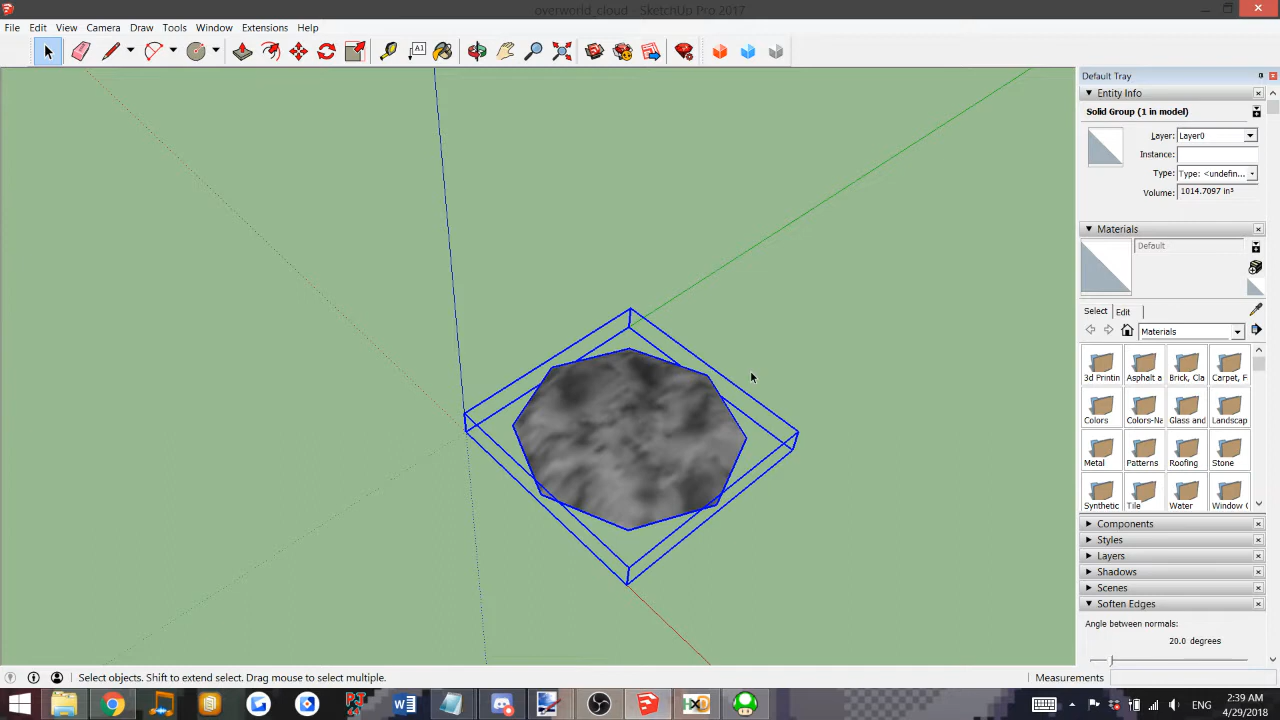 overworld_cloud - SketchUp Pro 2017
File Edit View Camera Draw Tools Window Extensions Help
A1
Default Tray
Entity Info
Solid Group (1 in model)
Layer: Layer0
Instance:
Type: Type: <undefin...
Volume: 1014.7097 in³
Materials
Default
Select Edit
Materials
3d Printin Asphalt a Brick, Cla Carpet, F
Colors Colors-Na Glass and Landscap
Metal Patterns Roofing Stone
Synthetic Tile Water Window C
Components
Styles
Layers
Shadows
Scenes
Soften Edges
Angle between normals:
20.0 degrees
Select objects. Shift to extend select. Drag mouse to select multiple.
Measurements
ENG
2:39 AM
4/29/2018